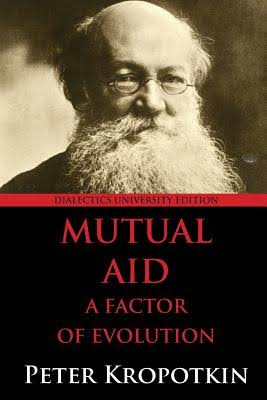 DIALECTICS UNIVERSITY EDITION
MUTUAL
AID
A FACTOR
OF EVOLUTION
PETER KROPOTKIN